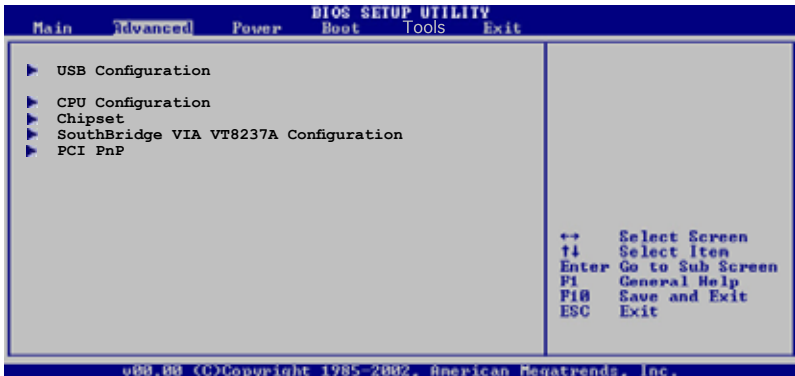 BIOS SETUP UTILITY
Main Advanced Power Boot Tools Exit
USB Configuration
CPU Configuration
Chipset
SouthBridge VIA VT8237A Configuration
PCI PnP
←→ Select Screen
↑↓ Select Item
Enter Go to Sub Screen
F1 General Help
F10 Save and Exit
ESC Exit
v00.00 (C)Copyright 1985-2002, American Megatrends, Inc.